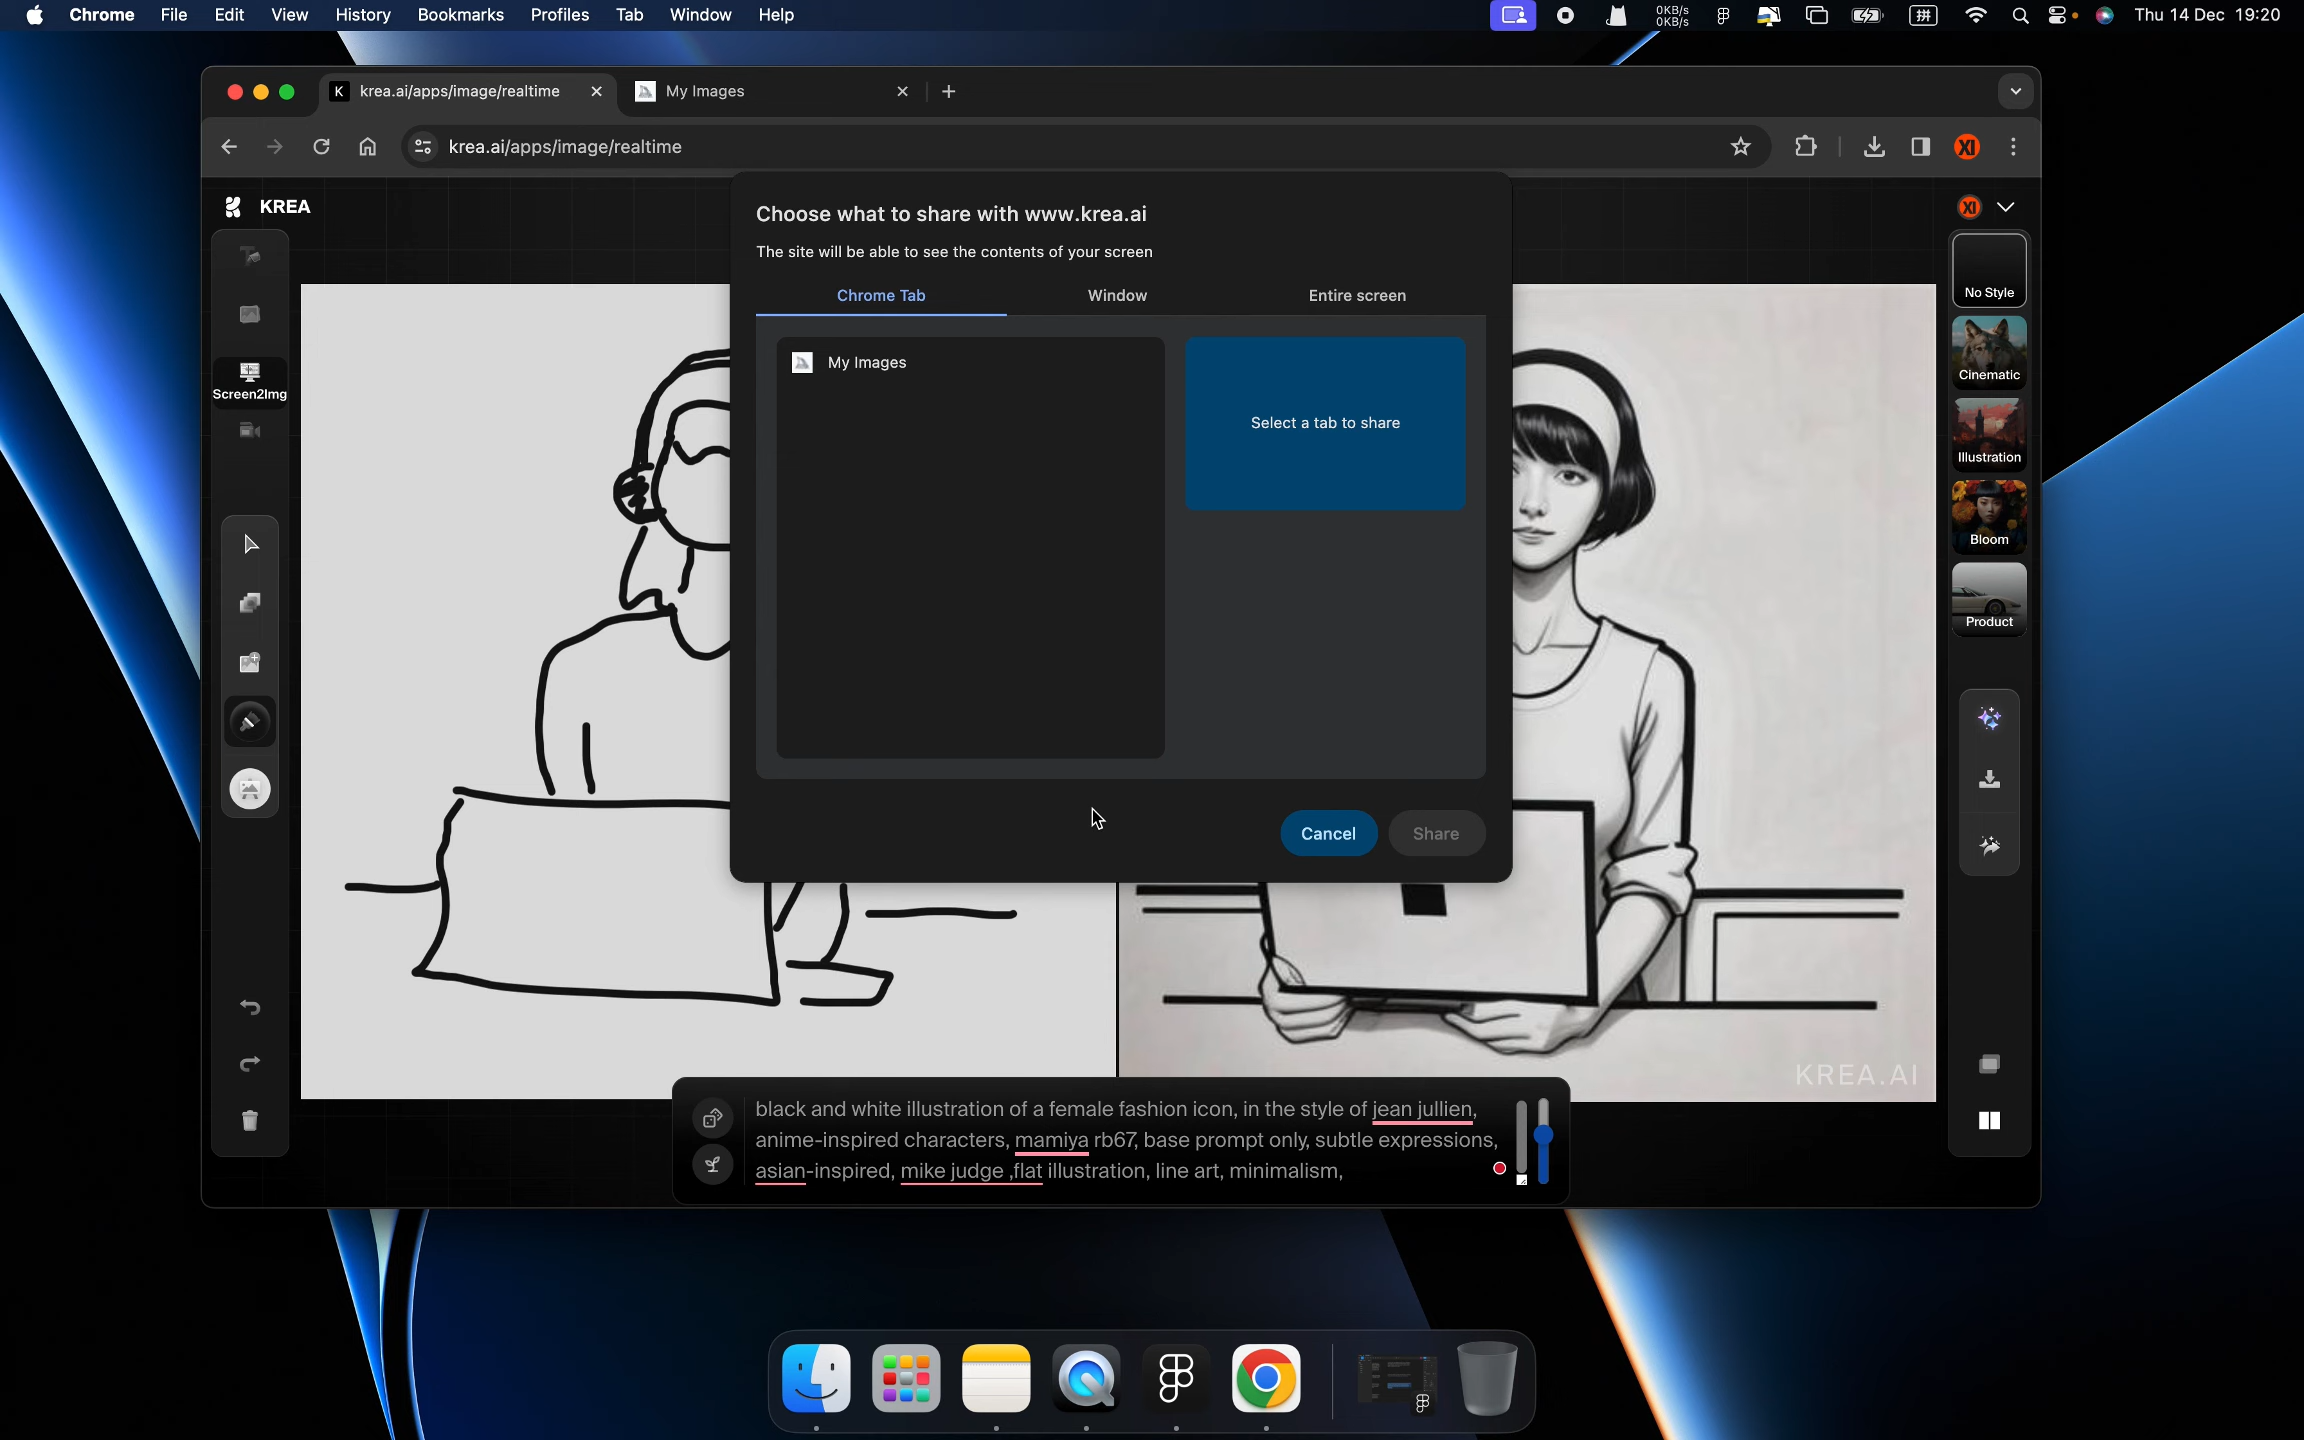 Chrome File Edit View History Bookmarks Profiles Tab Window Help
0KB/s
0KB/s
拼
Thu 14 Dec 19:20
K krea.ai/apps/image/realtime
My Images
krea.ai/apps/image/realtime
XI
KREA
XI
Choose what to share with www.krea.ai
The site will be able to see the contents of your screen
Chrome Tab
Window
Entire screen
My Images
Select a tab to share
Cancel
Share
Screen2Img
No Style
Cinematic
Illustration
Bloom
Product
KREA.AI
black and white illustration of a female fashion icon, in the style of jean jullien,
anime-inspired characters, mamiya rb67, base prompt only, subtle expressions,
asian-inspired, mike judge ,flat illustration, line art, minimalism,